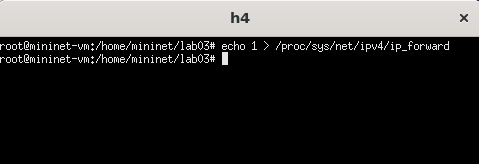 h4
root@mininet-vm:/home/mininet/lab03# echo 1 > /proc/sys/net/ipv4/ip_forward
root@mininet-vm:/home/mininet/lab03#